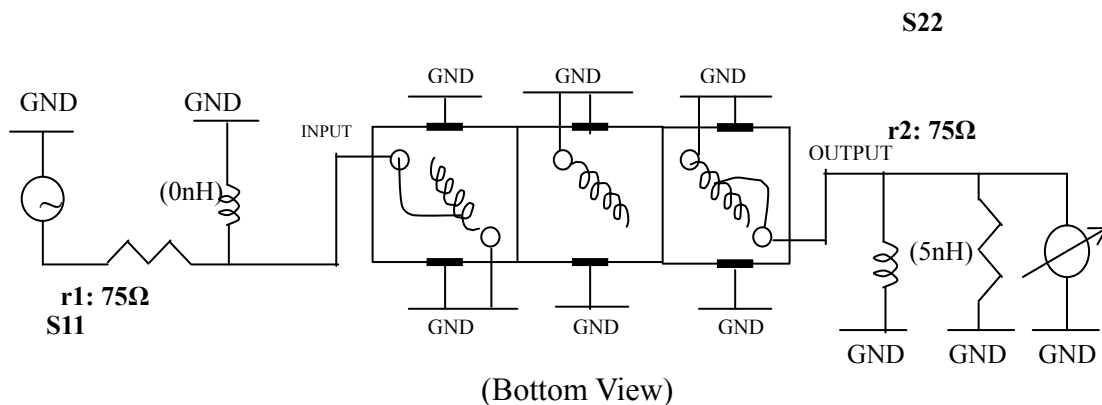 S22
GND
GND
GND
GND
GND
INPUT
r2: 75Ω
OUTPUT
(0nH)
(5nH)
r1: 75Ω
S11
GND
GND
GND
GND
GND
GND
(Bottom View)